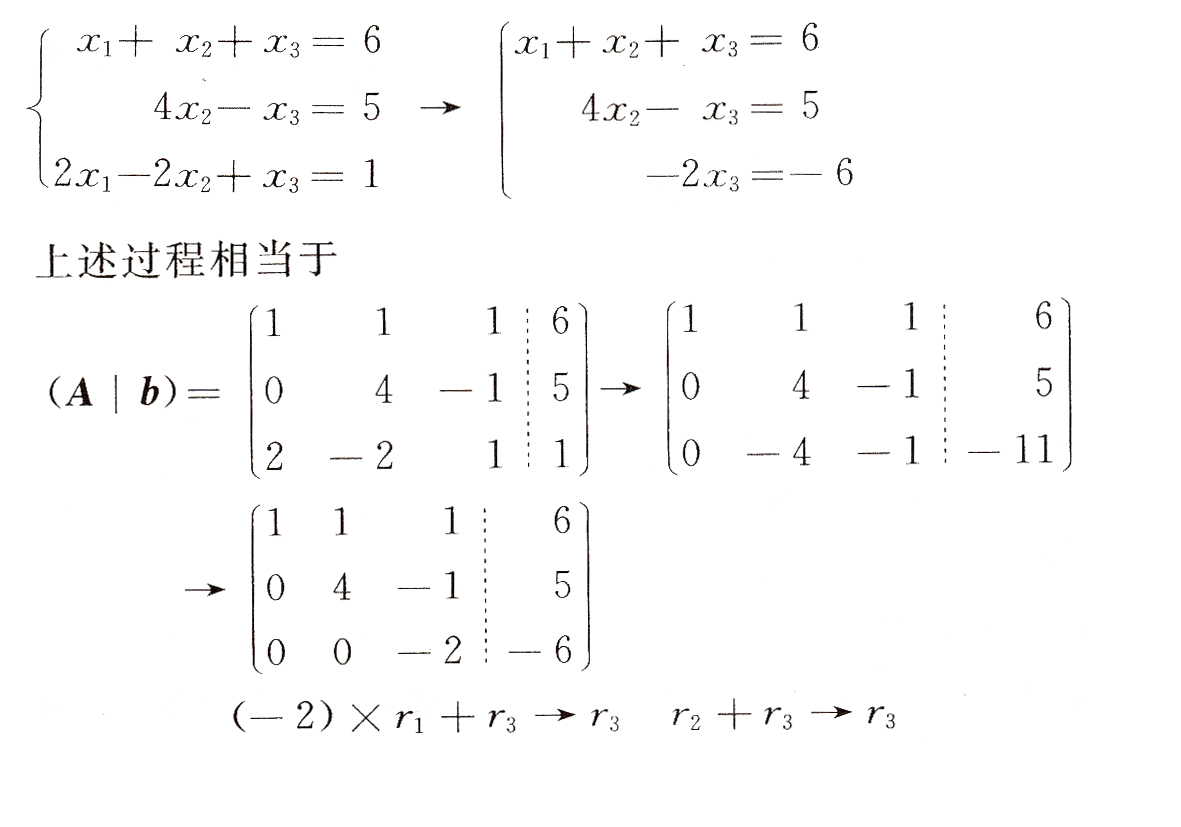 x₁+ x₂+x₃= 6 x₁+x₂+ x₃= 6
4x₂−x₃= 5 → 4x₂− x₃= 5
2x₁−2x₂+x₃= 1 −2x₃=−6
上述过程相当于
1 1 1 6 1 1 1 6
(A | b)= 0 4 −1 5 → 0 4 −1 5
2 −2 1 1 0 −4 −1 −11
1 1 1 6
→ 0 4 −1 5
0 0 −2 −6
(−2)×r₁+r₃→r₃ r₂+r₃→r₃